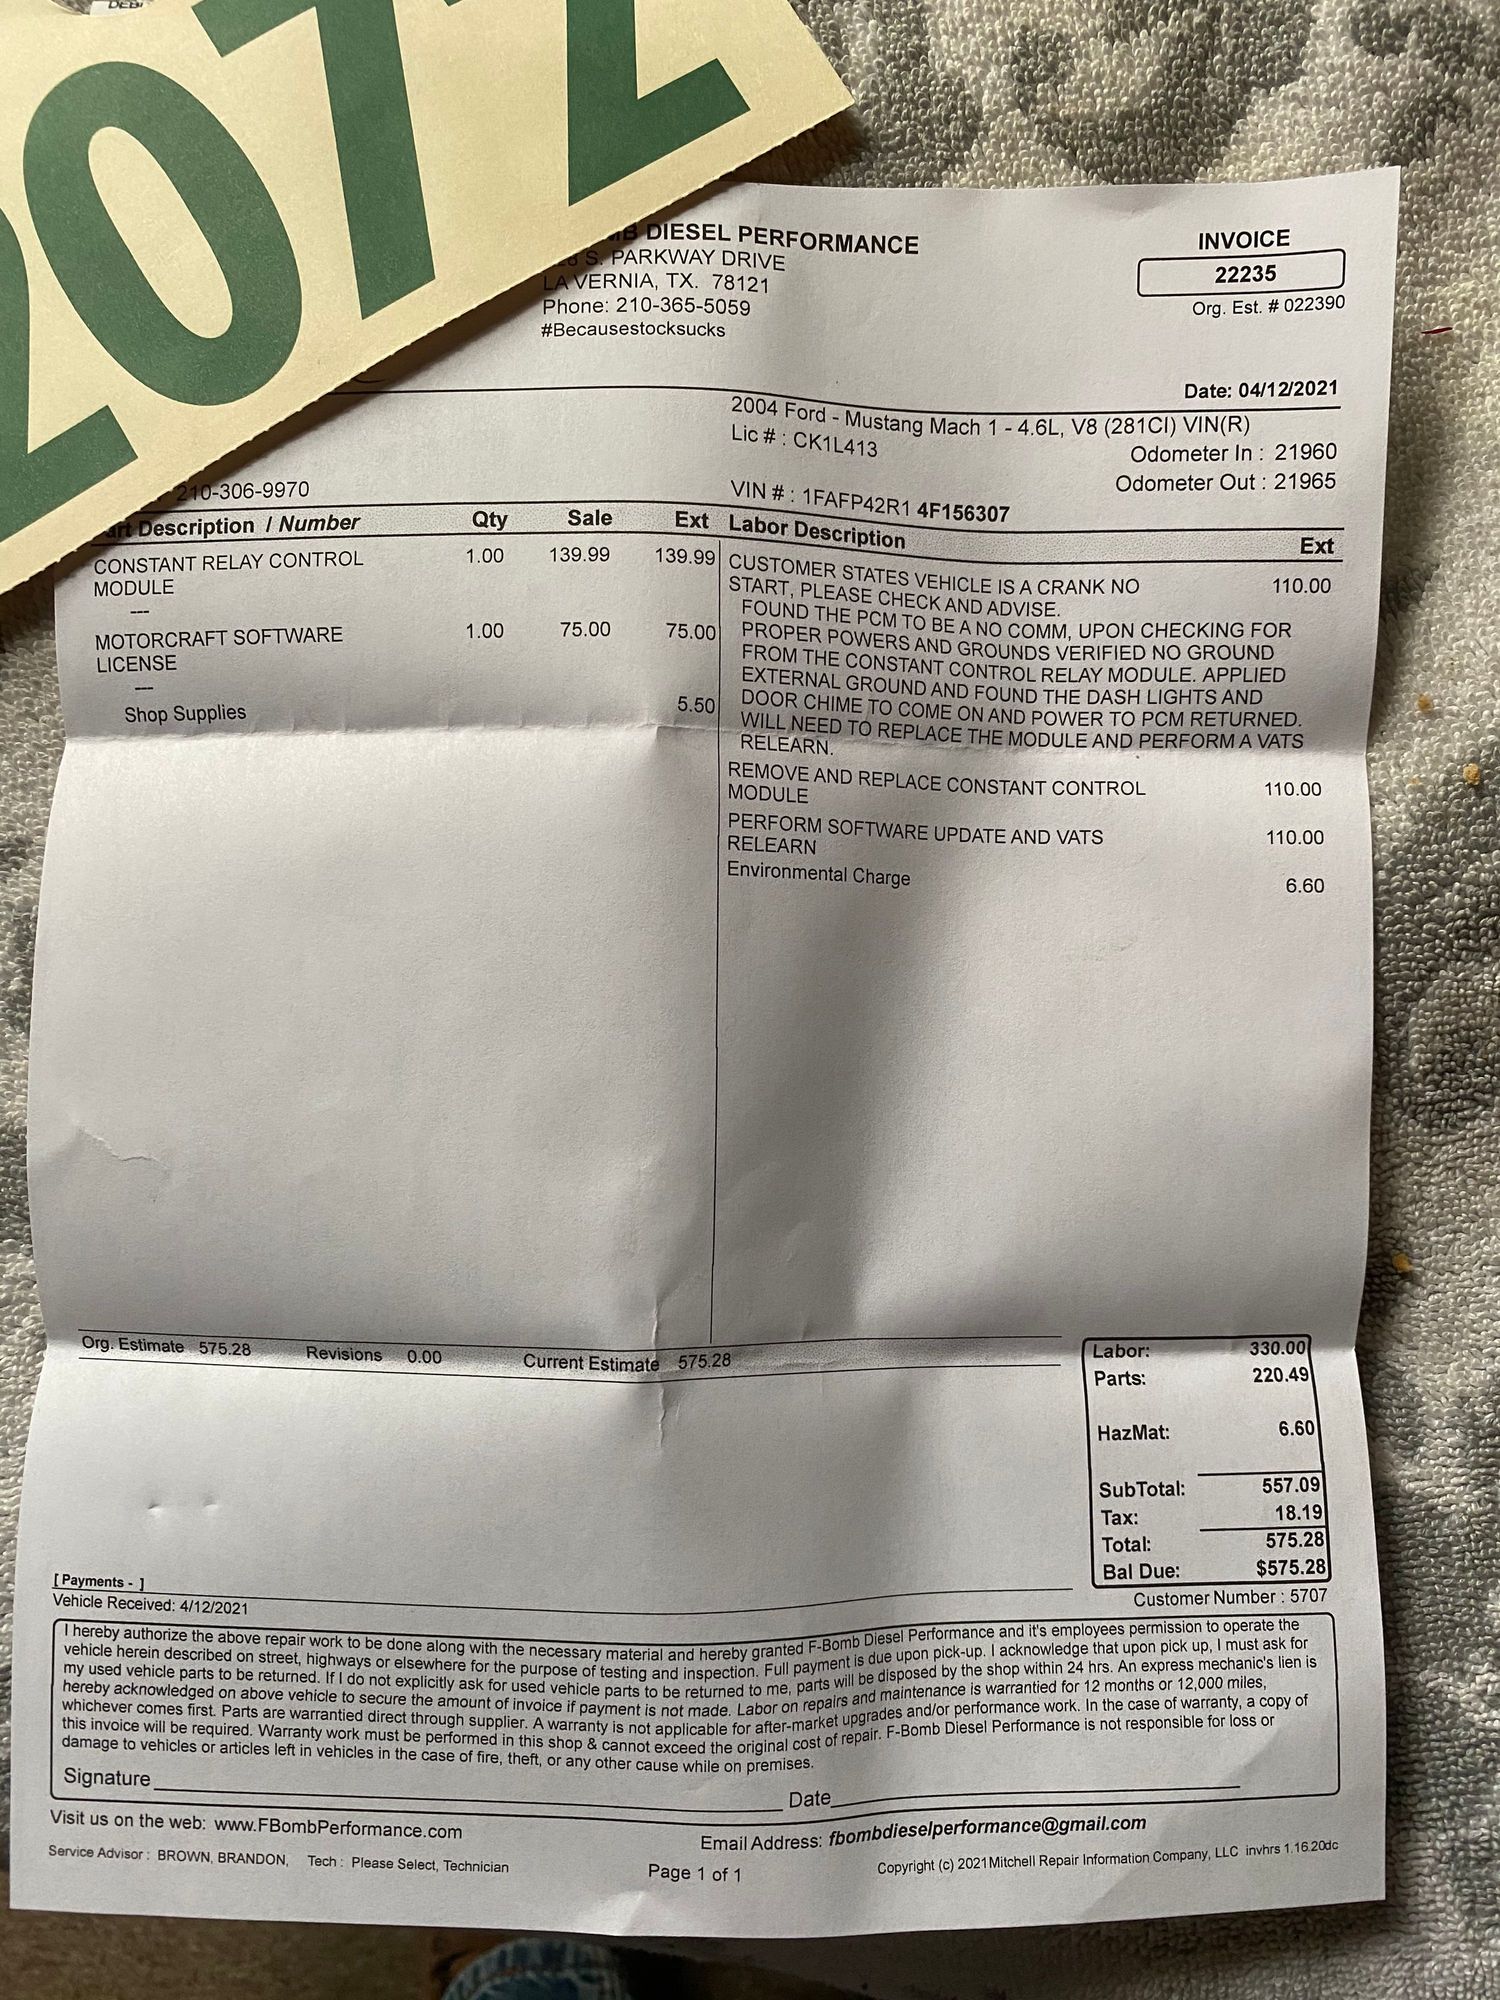 2072
DIESEL PERFORMANCE
S. PARKWAY DRIVE
LA VERNIA, TX. 78121
Phone: 210-365-5059
#Becausestocksucks
INVOICE
22235
Org. Est. # 022390
Date: 04/12/2021
2004 Ford - Mustang Mach 1 - 4.6L, V8 (281CI) VIN(R)
Lic # : CK1L413
Odometer In : 21960
Odometer Out : 21965
210-306-9970
VIN # : 1FAFP42R1 4F156307
Description / Number Qty Sale Ext
Labor Description Ext
CONSTANT RELAY CONTROL 1.00 139.99 139.99
MODULE
---
MOTORCRAFT SOFTWARE 1.00 75.00 75.00
LICENSE
---
Shop Supplies 5.50
CUSTOMER STATES VEHICLE IS A CRANK NO 110.00
START, PLEASE CHECK AND ADVISE.
FOUND THE PCM TO BE A NO COMM, UPON CHECKING FOR
PROPER POWERS AND GROUNDS VERIFIED NO GROUND
FROM THE CONSTANT CONTROL RELAY MODULE. APPLIED
EXTERNAL GROUND AND FOUND THE DASH LIGHTS AND
DOOR CHIME TO COME ON AND POWER TO PCM RETURNED.
WILL NEED TO REPLACE THE MODULE AND PERFORM A VATS
RELEARN.
REMOVE AND REPLACE CONSTANT CONTROL 110.00
MODULE
PERFORM SOFTWARE UPDATE AND VATS 110.00
RELEARN
Environmental Charge 6.60
Org. Estimate 575.28 Revisions 0.00 Current Estimate 575.28
Labor: 330.00
Parts: 220.49
HazMat: 6.60
SubTotal: 557.09
Tax: 18.19
Total: 575.28
Bal Due: $575.28
[ Payments - ]
Vehicle Received: 4/12/2021
Customer Number : 5707
I hereby authorize the above repair work to be done along with the necessary material and hereby granted F-Bomb Diesel Performance and it's employees permission to operate the
vehicle herein described on street, highways or elsewhere for the purpose of testing and inspection. Full payment is due upon pick-up. I acknowledge that upon pick up, I must ask for
my used vehicle parts to be returned. If I do not explicitly ask for used vehicle parts to be returned to me, parts will be disposed by the shop within 24 hrs. An express mechanic's lien is
hereby acknowledged on above vehicle to secure the amount of invoice if payment is not made. Labor on repairs and maintenance is warrantied for 12 months or 12,000 miles,
whichever comes first. Parts are warrantied direct through supplier. A warranty is not applicable for after-market upgrades and/or performance work. In the case of warranty, a copy of
this invoice will be required. Warranty work must be performed in this shop & cannot exceed the original cost of repair. F-Bomb Diesel Performance is not responsible for loss or
damage to vehicles or articles left in vehicles in the case of fire, theft, or any other cause while on premises.
Signature Date
Visit us on the web: www.FBombPerformance.com
Email Address: fbombdieselperformance@gmail.com
Service Advisor : BROWN, BRANDON, Tech : Please Select, Technician
Page 1 of 1
Copyright (c) 2021 Mitchell Repair Information Company, LLC invhrs 1.16.20dc